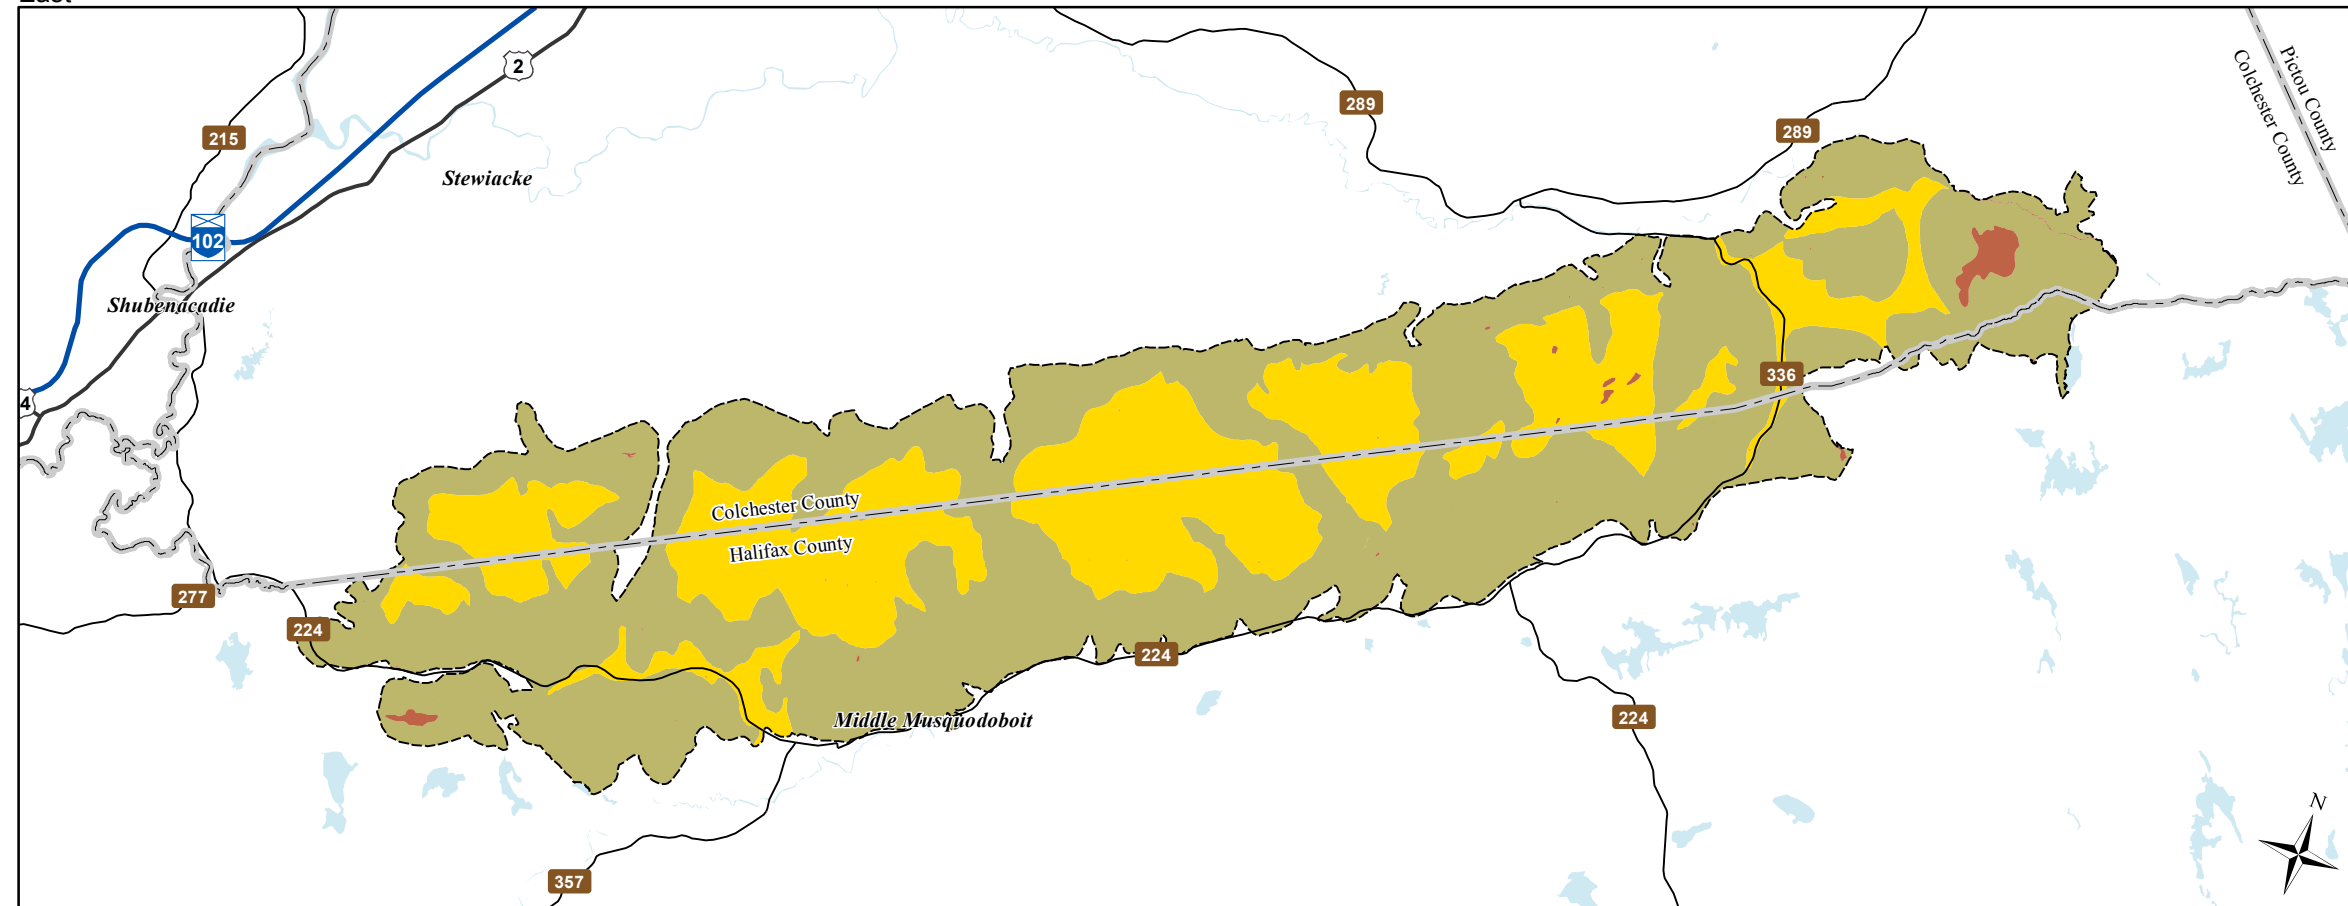 East
2
215
289
289
Pictou County
Colchester County
Stewiacke
102
Shubenacadie
4
336
Colchester County
Halifax County
277
224
224
Middle Musquodoboit
224
N
357